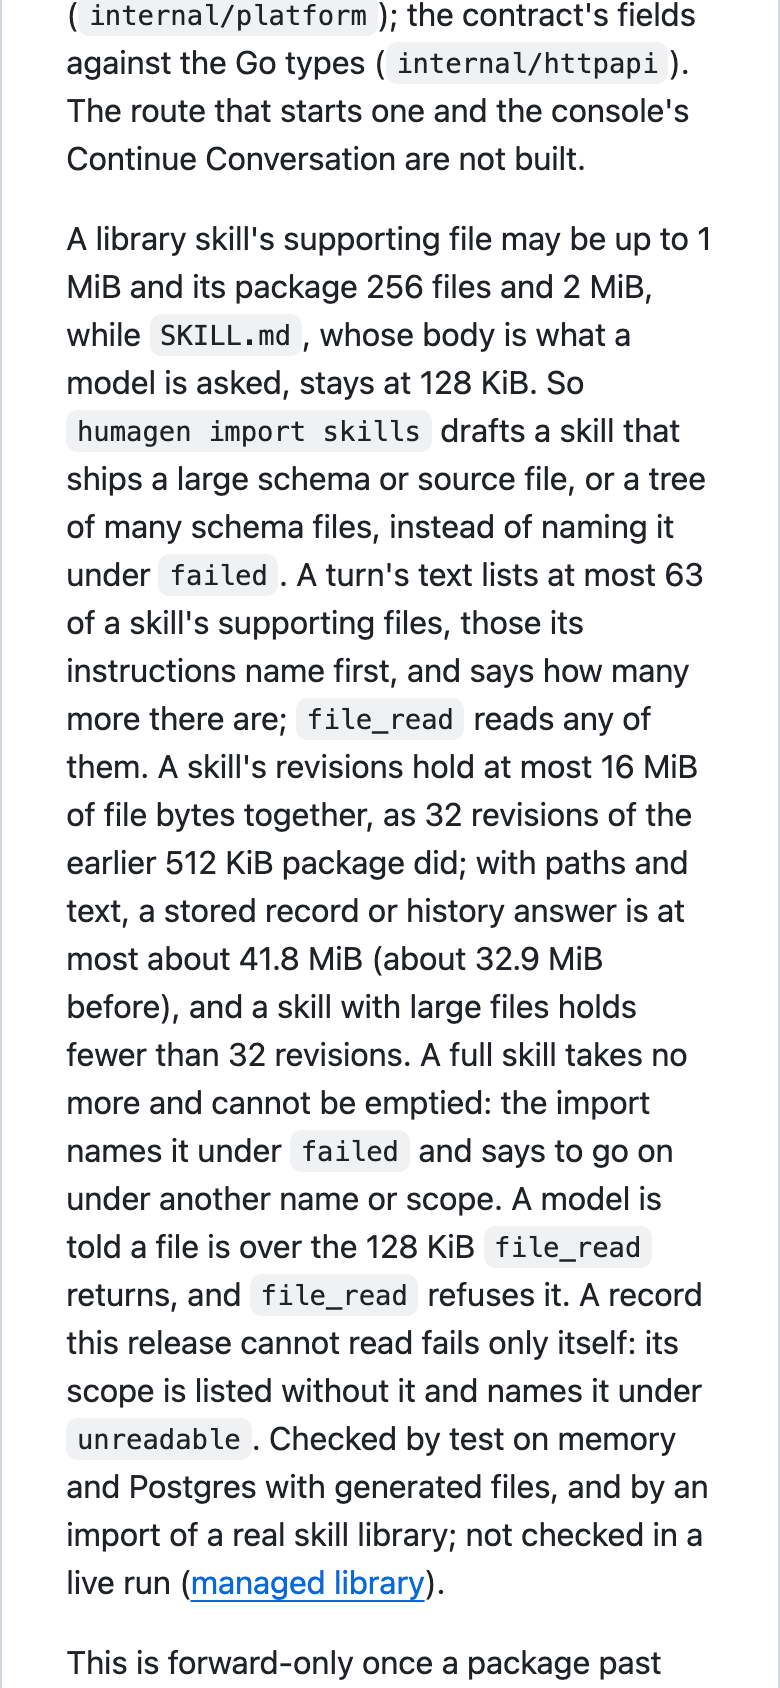 (internal/platform); the contract's fields
against the Go types (internal/httpapi).
The route that starts one and the console's
Continue Conversation are not built.
A library skill's supporting file may be up to 1
MiB and its package 256 files and 2 MiB,
while SKILL.md, whose body is what a
model is asked, stays at 128 KiB. So
humagen import skills drafts a skill that
ships a large schema or source file, or a tree
of many schema files, instead of naming it
under failed. A turn's text lists at most 63
of a skill's supporting files, those its
instructions name first, and says how many
more there are; file_read reads any of
them. A skill's revisions hold at most 16 MiB
of file bytes together, as 32 revisions of the
earlier 512 KiB package did; with paths and
text, a stored record or history answer is at
most about 41.8 MiB (about 32.9 MiB
before), and a skill with large files holds
fewer than 32 revisions. A full skill takes no
more and cannot be emptied: the import
names it under failed and says to go on
under another name or scope. A model is
told a file is over the 128 KiB file_read
returns, and file_read refuses it. A record
this release cannot read fails only itself: its
scope is listed without it and names it under
unreadable. Checked by test on memory
and Postgres with generated files, and by an
import of a real skill library; not checked in a
live run (managed library).
This is forward-only once a package past